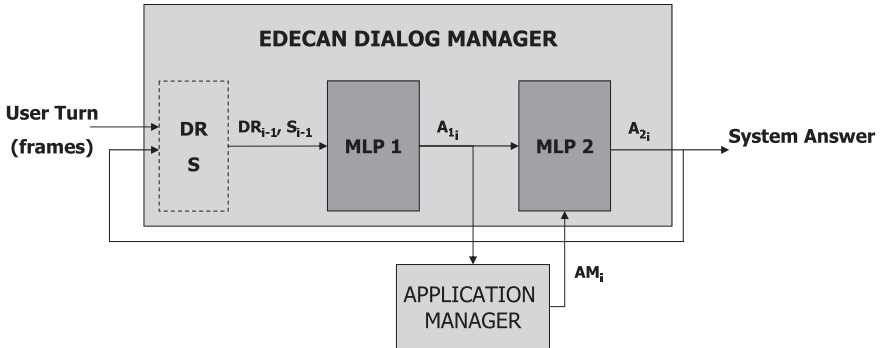 EDECAN DIALOG MANAGER
User Turn
(frames)
DR
S
DRi-1, Si-1
MLP 1
A1i
MLP 2
A2i
System Answer
AMi
APPLICATION
MANAGER